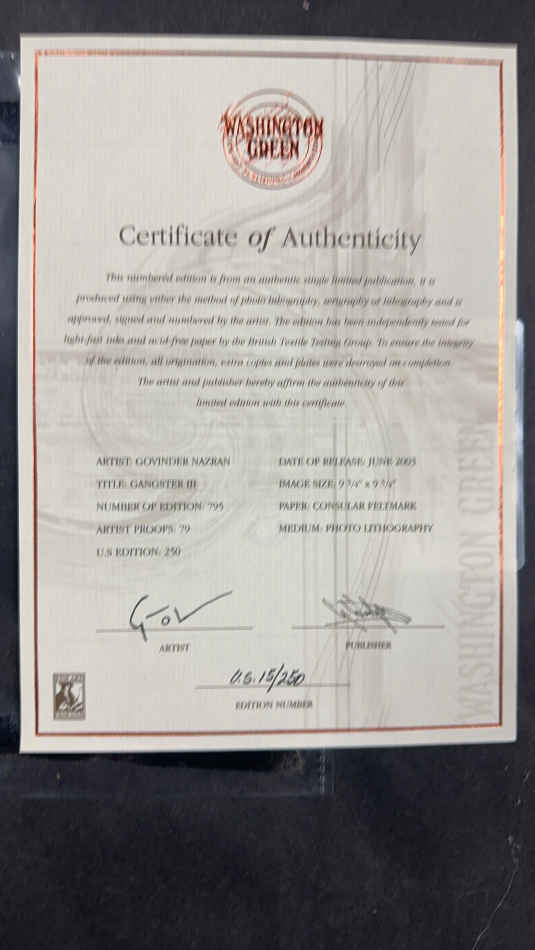 WASHINGTON
GREEN
Certificate of Authenticity
This numbered edition is from an authentic single limited publication, it is
produced using either the method of photo lithography, serigraphy or lithography and is
approved, signed and numbered by the artist. The edition has been independently tested for
light-fast inks and acid-free paper by the British Textile Testing Group. To ensure the integrity
of the edition, all origination, extra copies and plates were destroyed on completion.
The artist and publisher hereby affirm the authenticity of this
limited edition with this certificate.
ARTIST: GOVINDER NAZRAN
DATE OF RELEASE: JUNE 2003
TITLE: GANGSTER III
IMAGE SIZE: 9 3/4" x 9 3/4"
NUMBER OF EDITION: 795
PAPER: CONSULAR FELTMARK
ARTIST PROOFS: 79
MEDIUM: PHOTO LITHOGRAPHY
U.S EDITION: 250
WASHINGTON GREEN
Gov
ARTIST
PUBLISHER
U.S. 15/250
EDITION NUMBER